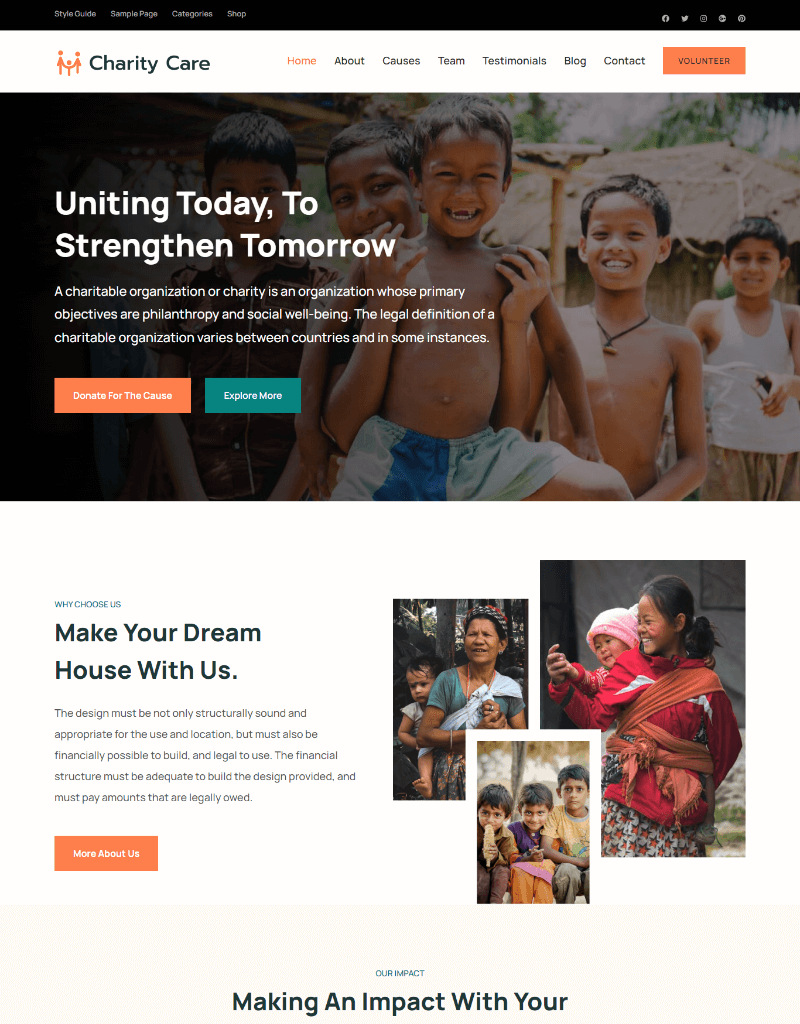 Style Guide Sample Page Categories Shop
Charity Care
Home About Causes Team Testimonials Blog Contact VOLUNTEER
Uniting Today, To
Strengthen Tomorrow
A charitable organization or charity is an organization whose primary
objectives are philanthropy and social well-being. The legal definition of a
charitable organization varies between countries and in some instances.
Donate For The Cause Explore More
WHY CHOOSE US
Make Your Dream
House With Us.
The design must be not only structurally sound and
appropriate for the use and location, but must also be
financially possible to build, and legal to use. The financial
structure must be adequate to build the design provided, and
must pay amounts that are legally owed.
More About Us
OUR IMPACT
Making An Impact With Your